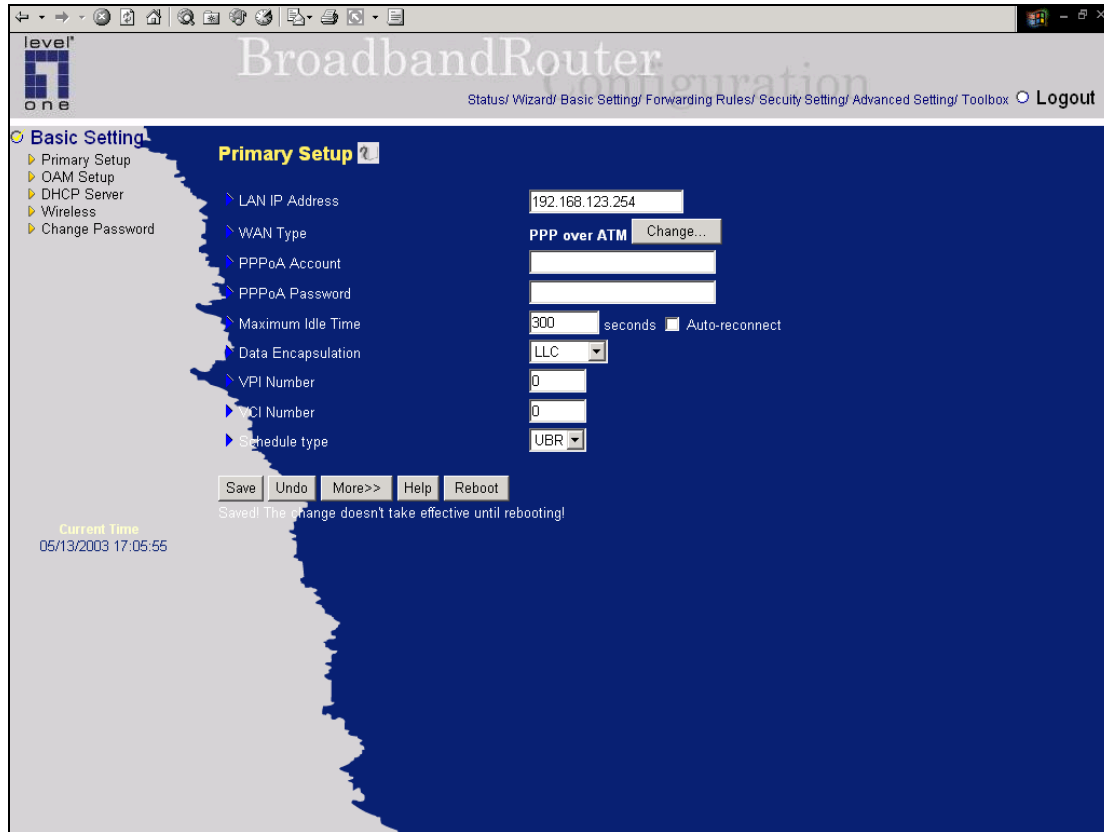 level
one
BroadbandRouter
Configuration
Status/ Wizard/ Basic Setting/ Forwarding Rules/ Secuity Setting/ Advanced Setting/ Toolbox Logout
Basic Setting
Primary Setup
OAM Setup
DHCP Server
Wireless
Change Password
Current Time
05/13/2003 17:05:55
Primary Setup
LAN IP Address 192.168.123.254
WAN Type PPP over ATM Change...
PPPoA Account
PPPoA Password
Maximum Idle Time 300 seconds Auto-reconnect
Data Encapsulation LLC
VPI Number 0
VCI Number 0
Schedule type UBR
Save Undo More>> Help Reboot
Saved! The change doesn't take effective until rebooting!